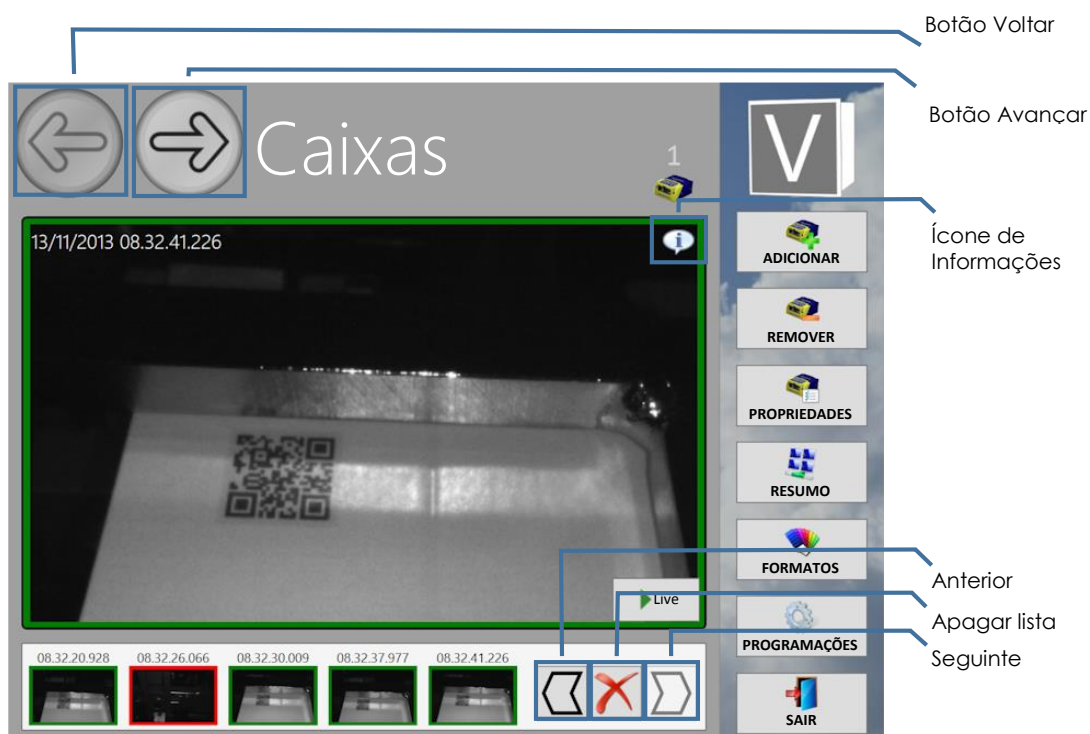 Botão Voltar
Botão Avançar
Caixas
1
V
13/11/2013 08.32.41.226
Ícone de
Informações
ADICIONAR
REMOVER
PROPRIEDADES
RESUMO
FORMATOS
Live
Anterior
Apagar lista
PROGRAMAÇÕES
Seguinte
08.32.20.928 08.32.26.066 08.32.30.009 08.32.37.977 08.32.41.226
SAIR